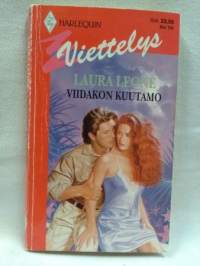 HARLEQUIN
Viettelys
LAURA LEONE
VIIDAKON KUUTAMO